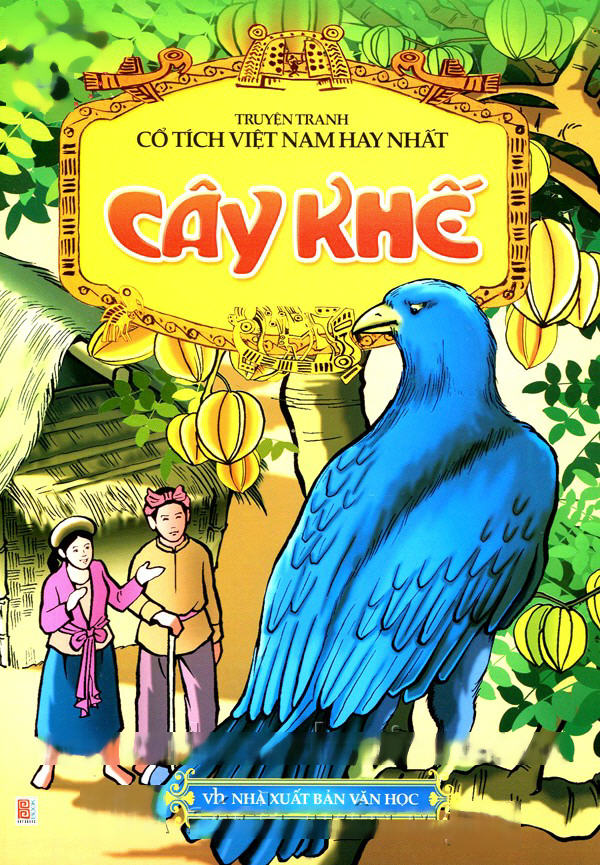 TRUYỆN TRANH
CỔ TÍCH VIỆT NAM HAY NHẤT
CÂY KHẾ
NHÀ XUẤT BẢN VĂN HỌC